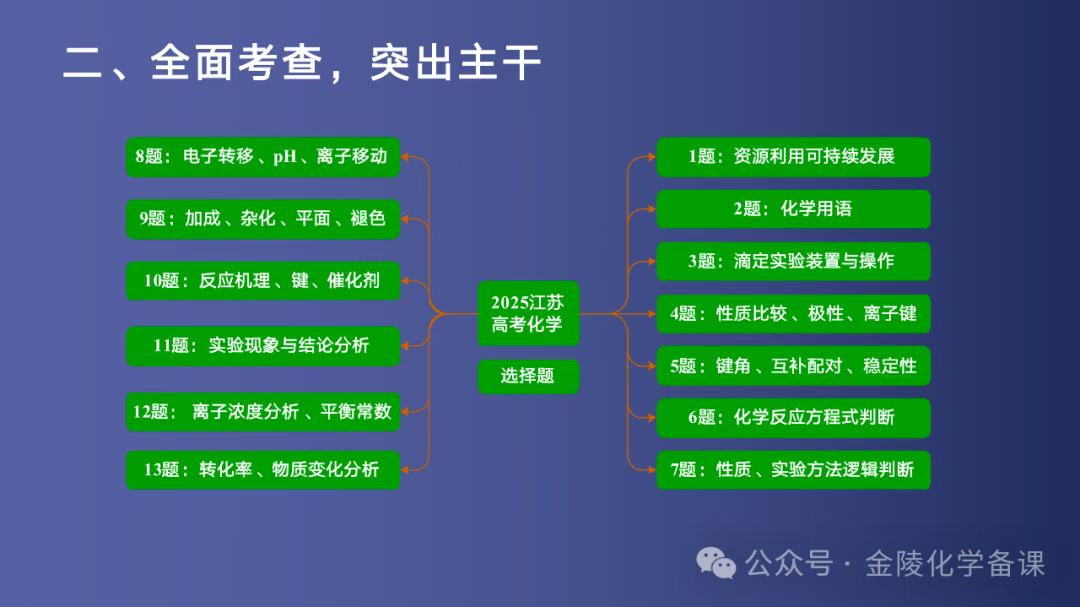 二、全面考查，突出主干
8题：电子转移、pH、离子移动
9题：加成、杂化、平面、褪色
10题：反应机理、键、催化剂
11题：实验现象与结论分析
12题： 离子浓度分析、平衡常数
13题：转化率、物质变化分析
2025江苏
高考化学
选择题
1题：资源利用可持续发展
2题：化学用语
3题：滴定实验装置与操作
4题：性质比较、极性、离子键
5题：键角、互补配对、稳定性
6题：化学反应方程式判断
7题：性质、实验方法逻辑判断
公众号·金陵化学备课